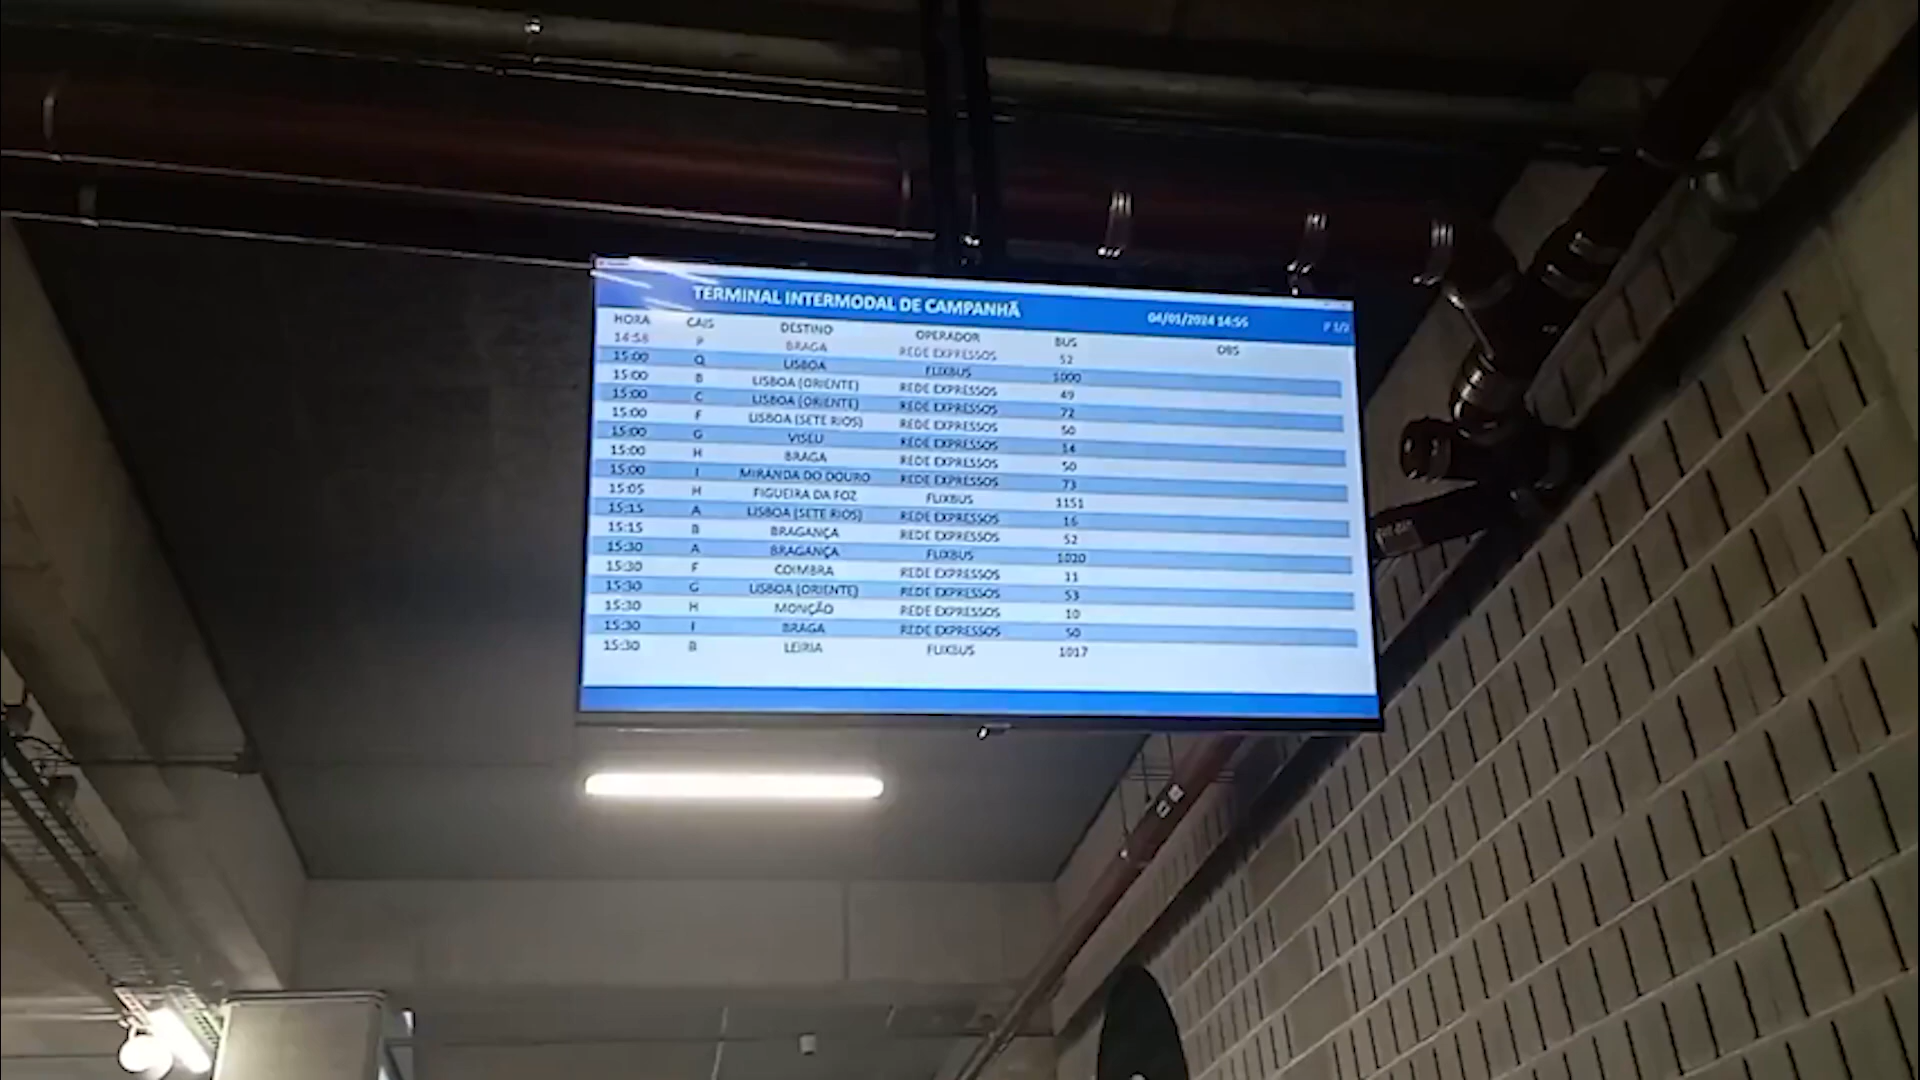 TERMINAL INTERMODAL DE CAMPANHÃ 04/01/2024 14:56 P 1/2
HORA CAIS DESTINO OPERADOR BUS OBS
14:58 P BRAGA REDE EXPRESSOS 52
15:00 Q LISBOA FLIXBUS 1000
15:00 B LISBOA (ORIENTE) REDE EXPRESSOS 49
15:00 C LISBOA (ORIENTE) REDE EXPRESSOS 72
15:00 F LISBOA (SETE RIOS) REDE EXPRESSOS 50
15:00 G VISEU REDE EXPRESSOS 14
15:00 H BRAGA REDE EXPRESSOS 50
15:00 I MIRANDA DO DOURO REDE EXPRESSOS 73
15:05 H FIGUEIRA DA FOZ FLIXBUS 1151
15:15 A LISBOA (SETE RIOS) REDE EXPRESSOS 16
15:15 B BRAGANÇA REDE EXPRESSOS 52
15:30 A BRAGANÇA FLIXBUS 1020
15:30 F COIMBRA REDE EXPRESSOS 11
15:30 G LISBOA (ORIENTE) REDE EXPRESSOS 53
15:30 H MONÇÃO REDE EXPRESSOS 10
15:30 I BRAGA REDE EXPRESSOS 50
15:30 B LEIRIA FLIXBUS 1017